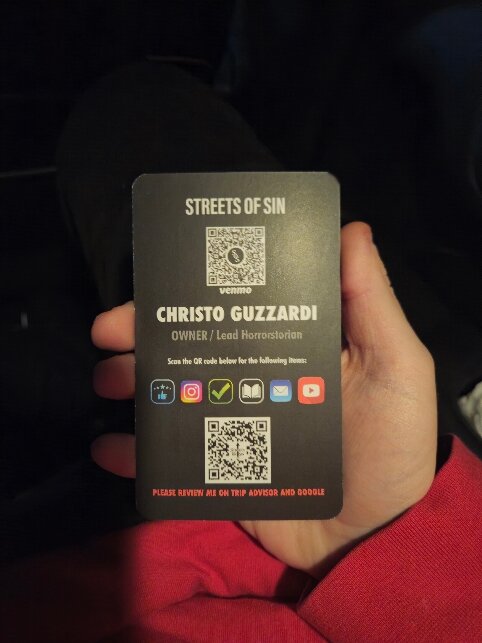 STREETS OF SIN
venmo
CHRISTO GUZZARDI
OWNER / Lead Horrorstorian
Scan the QR code below for the following items:
PLEASE REVIEW ME ON TRIP ADVISOR AND GOOGLE